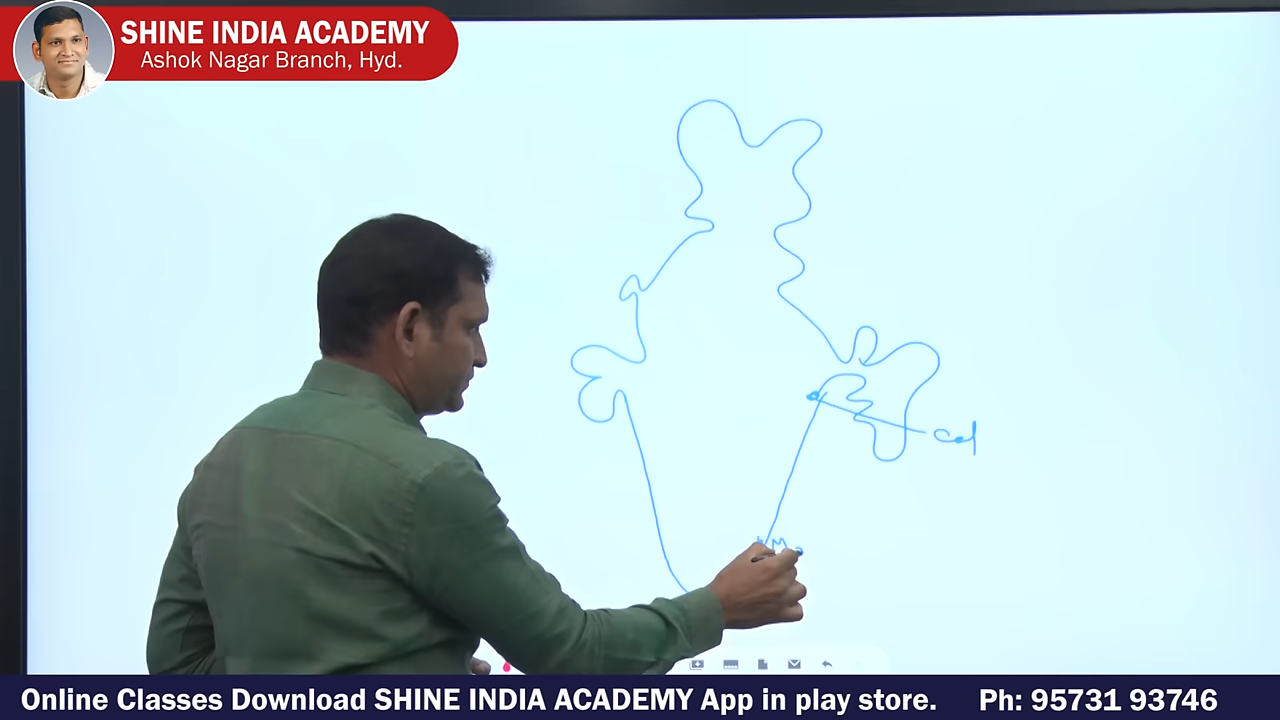 SHINE INDIA ACADEMY
Ashok Nagar Branch, Hyd.
Cal
Online Classes Download SHINE INDIA ACADEMY App in play store. Ph: 95731 93746